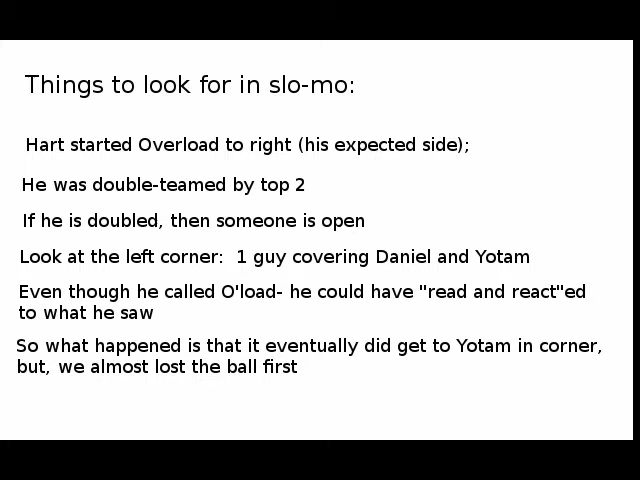 Things to look for in slo-mo:
Hart started Overload to right (his expected side);
He was double-teamed by top 2
If he is doubled, then someone is open
Look at the left corner:  1 guy covering Daniel and Yotam
Even though he called O'load- he could have "read and react"ed
to what he saw
So what happened is that it eventually did get to Yotam in corner,
but, we almost lost the ball first